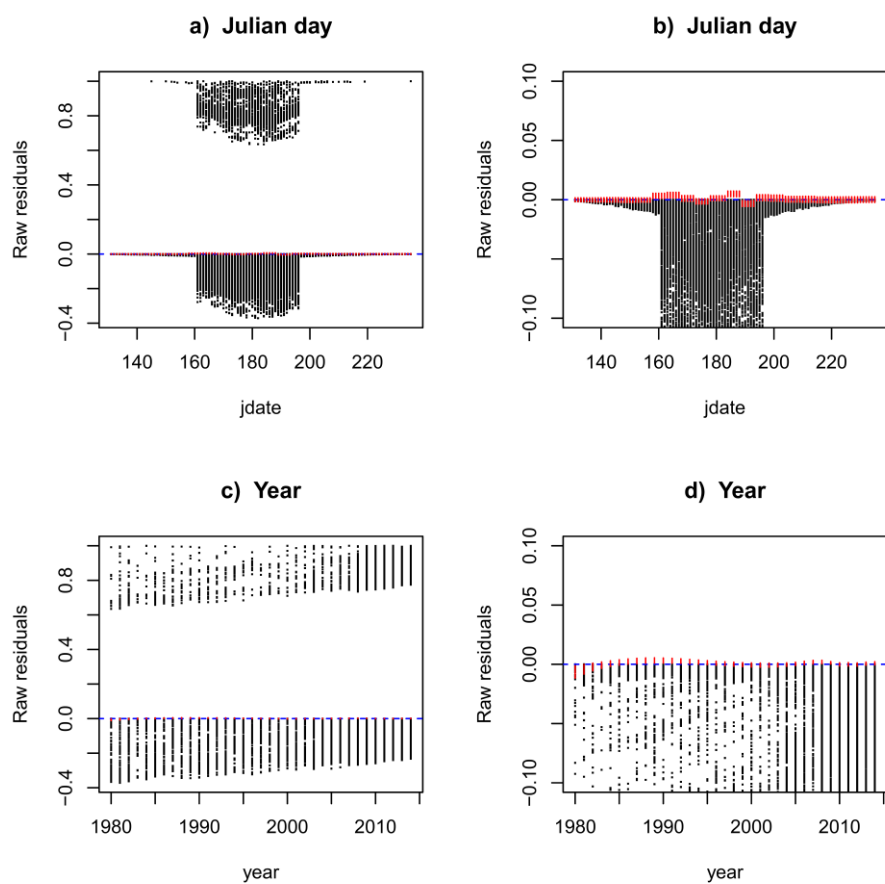 a) Julian day
Raw residuals
−0.4 0.0 0.4 0.8
140 160 180 200 220
jdate
b) Julian day
Raw residuals
−0.10 0.00 0.05 0.10
140 160 180 200 220
jdate
c) Year
Raw residuals
−0.4 0.0 0.4 0.8
1980 1990 2000 2010
year
d) Year
Raw residuals
−0.10 0.00 0.05 0.10
1980 1990 2000 2010
year